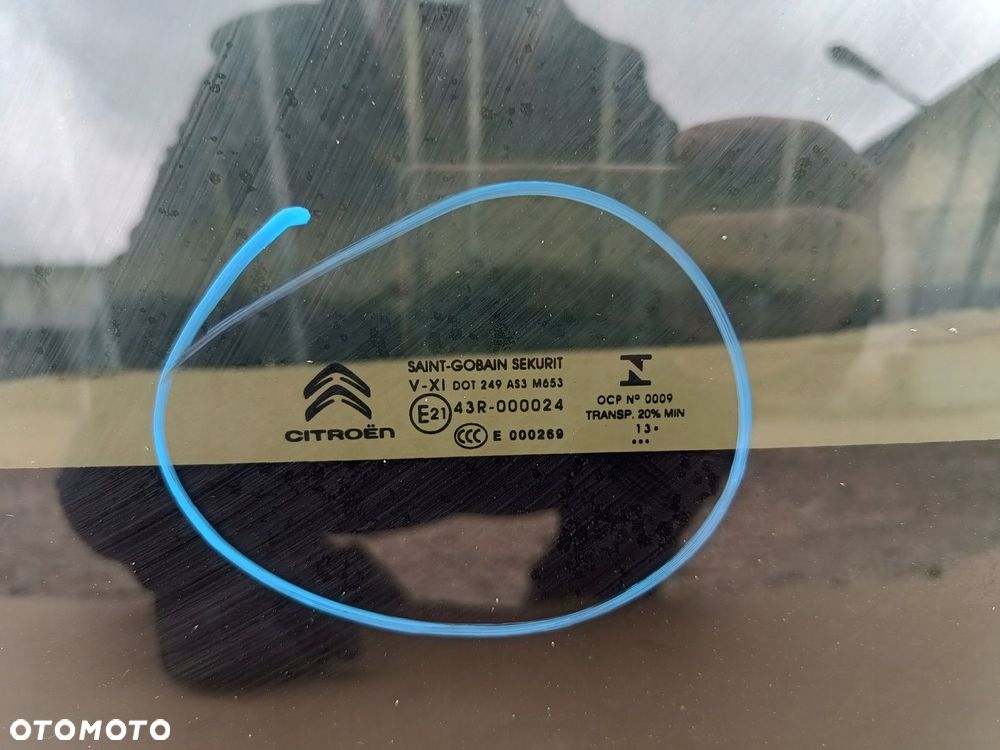 SAINT-GOBAIN SEKURIT
V-XI DOT 249 AS3 M653
E21 43R-000024
CCC E 000269
CITROËN
OCP Nº 0009
TRANSP. 20% MIN
13•
•••
OTOMOTO